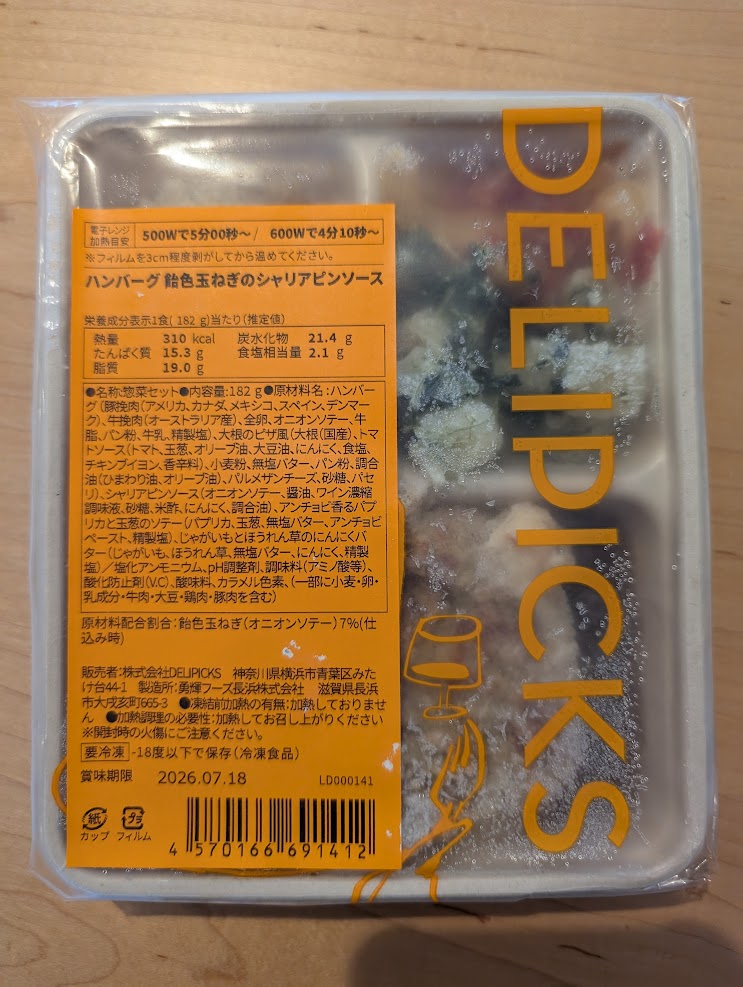 電子レンジ
加熱目安
500Wで5分00秒～/ 600Wで4分10秒～
※フィルムを3cm程度剥がしてから温めてください。
ハンバーグ 飴色玉ねぎのシャリアピンソース
栄養成分表示1食( 182 g)当たり(推定値)
熱量 310 kcal 炭水化物 21.4 g
たんぱく質 15.3 g 食塩相当量 2.1 g
脂質 19.0 g
●名称:惣菜セット●内容量:182 g●原材料名:ハンバー
グ(豚挽肉(アメリカ、カナダ、メキシコ、スペイン、デンマー
ク)、牛挽肉(オーストラリア産)、全卵、オニオンソテー、牛
脂、パン粉、牛乳、精製塩)、大根のピザ風(大根(国産)、トマ
トソース(トマト、玉葱、オリーブ油、大豆油、にんにく、食塩、
チキンブイヨン、香辛料)、小麦粉、無塩バター、パン粉、調合
油(ひまわり油、オリーブ油)、パルメザンチーズ、砂糖、パセ
リ)、シャリアピンソース(オニオンソテー、醤油、ワイン濃縮
調味液、砂糖、米酢、にんにく、調合油)、アンチョビ香るパプ
リカと玉葱のソテー(パプリカ、玉葱、無塩バター、アンチョビ
ペースト、精製塩)、じゃがいもとほうれん草のにんにくバ
ター(じゃがいも、ほうれん草、無塩バター、にんにく、精製
塩)／塩化アンモニウム、pH調整剤、調味料(アミノ酸等)、
酸化防止剤(V.C)、酸味料、カラメル色素、(一部に小麦・卵・
乳成分・牛肉・大豆・鶏肉・豚肉を含む)
原材料配合割合:飴色玉ねぎ(オニオンソテー)7%(仕
込み時)
販売者:株式会社DELIPICKS 神奈川県横浜市青葉区みた
け台44-1 製造所:勇輝フーズ長浜株式会社 滋賀県長浜
市大戌亥町665-3 ●凍結前加熱の有無:加熱しておりませ
ん ●加熱調理の必要性:加熱してお召し上がりください
※開封時の火傷にご注意ください。
要冷凍 -18度以下で保存(冷凍食品)
賞味期限 2026.07.18 LD000141
紙 プラ
カップ フィルム
4 570166 691412
DELIPICKS